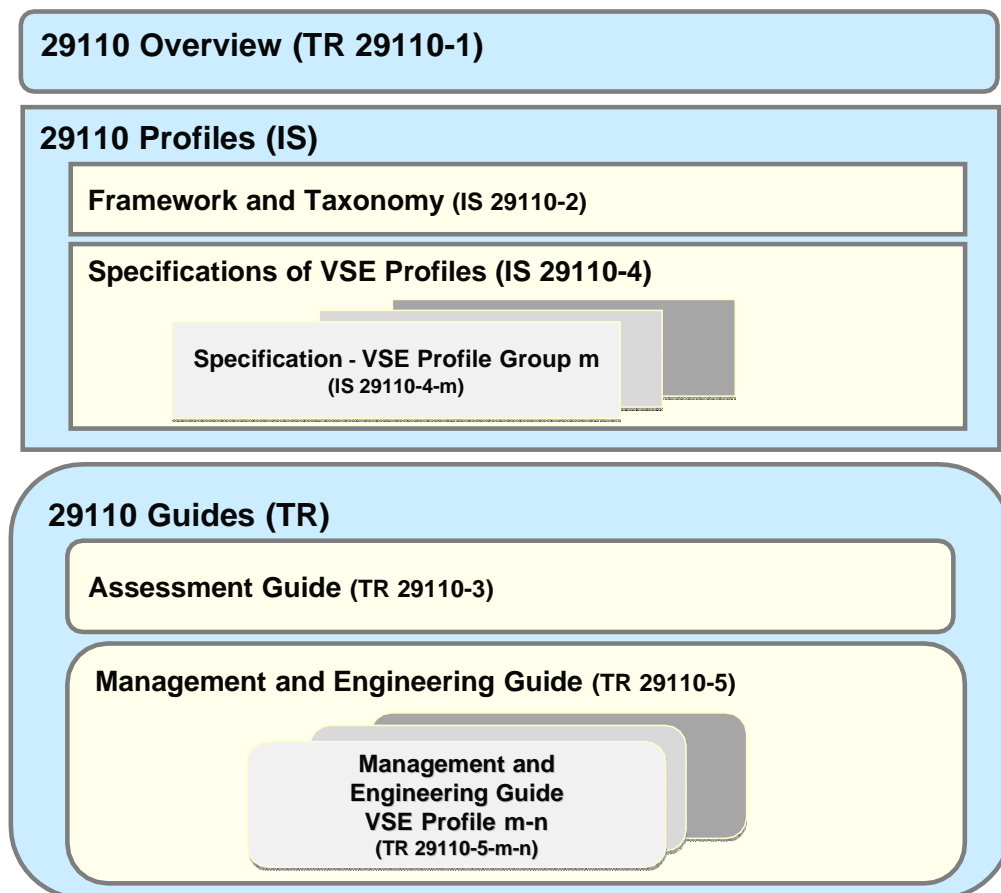 29110 Overview (TR 29110-1)
29110 Profiles (IS)
Framework and Taxonomy (IS 29110-2)
Specifications of VSE Profiles (IS 29110-4)
Specification - VSE Profile Group m
(IS 29110-4-m)
29110 Guides (TR)
Assessment Guide (TR 29110-3)
Management and Engineering Guide (TR 29110-5)
Management and
Engineering Guide
VSE Profile m-n
(TR 29110-5-m-n)